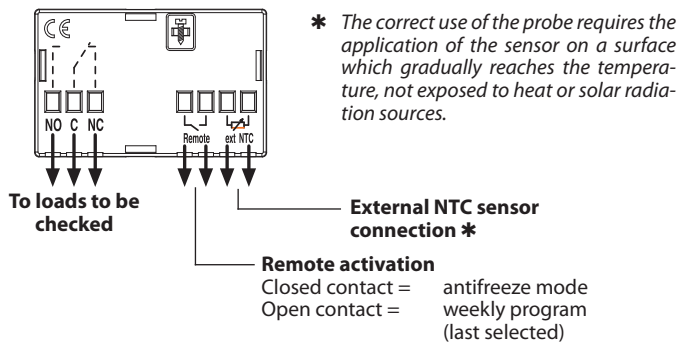 CE
✱ The correct use of the probe requires the
application of the sensor on a surface
which gradually reaches the tempera-
ture, not exposed to heat or solar radia-
tion sources.
NO C NC
Remote ext NTC
To loads to be
checked
External NTC sensor
connection ✱
Remote activation
Closed contact = antifreeze mode
Open contact = weekly program
(last selected)